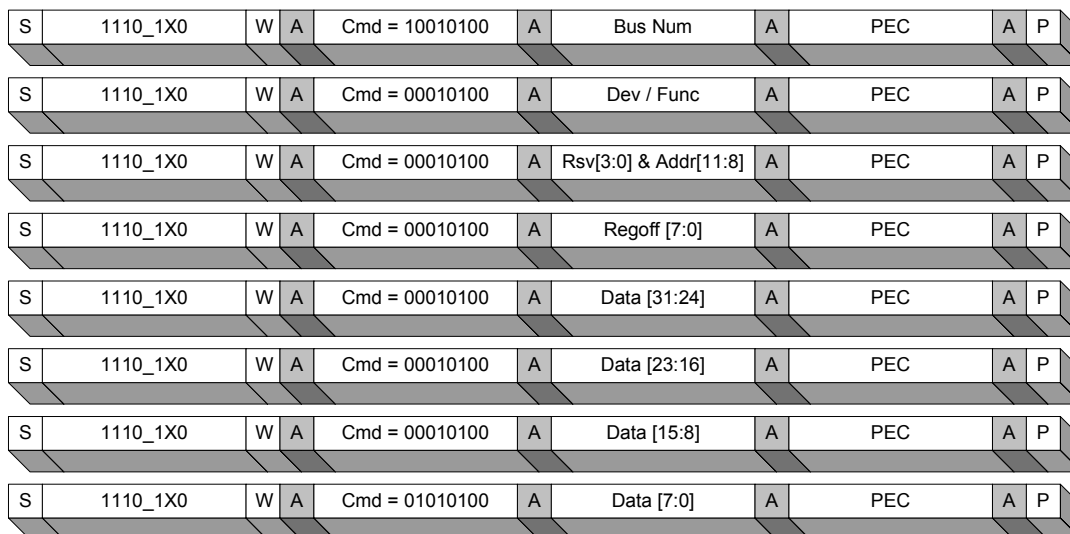 S 1110_1X0 W A Cmd = 10010100 A Bus Num A PEC A P
S 1110_1X0 W A Cmd = 00010100 A Dev / Func A PEC A P
S 1110_1X0 W A Cmd = 00010100 A Rsv[3:0] & Addr[11:8] A PEC A P
S 1110_1X0 W A Cmd = 00010100 A Regoff [7:0] A PEC A P
S 1110_1X0 W A Cmd = 00010100 A Data [31:24] A PEC A P
S 1110_1X0 W A Cmd = 00010100 A Data [23:16] A PEC A P
S 1110_1X0 W A Cmd = 00010100 A Data [15:8] A PEC A P
S 1110_1X0 W A Cmd = 01010100 A Data [7:0] A PEC A P